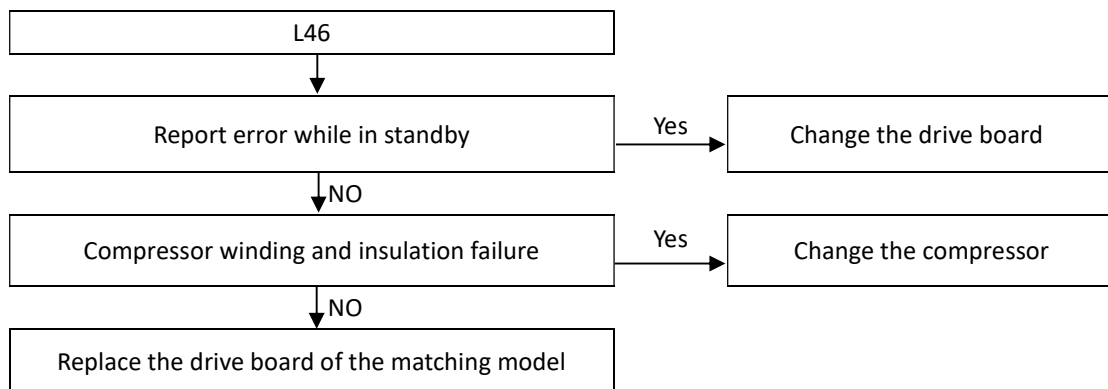 L46
Report error while in standby
Yes
Change the drive board
NO
Compressor winding and insulation failure
Yes
Change the compressor
NO
Replace the drive board of the matching model